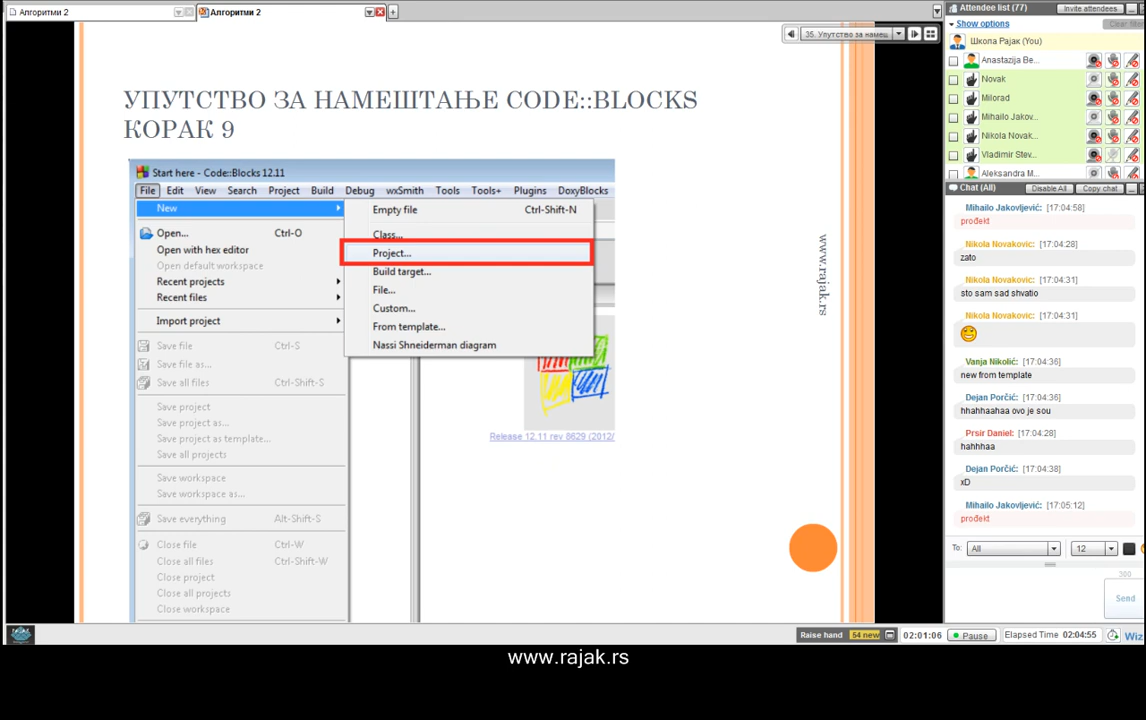 Алгоритми 2
Алгоритми 2
35. Упутство за намеш
УПУТСТВО ЗА НАМЕШТАЊЕ CODE::BLOCKS
КОРАК 9
Start here - Code::Blocks 12.11
File Edit View Search Project Build Debug wxSmith Tools Tools+ Plugins DoxyBlocks
New
Open... Ctrl-O
Open with hex editor
Open default workspace
Recent projects
Recent files
Import project
Save file Ctrl-S
Save file as...
Save all files Ctrl-Shift-S
Save project
Save project as...
Save project as template...
Save all projects
Save workspace
Save workspace as...
Save everything Alt-Shift-S
Close file Ctrl-W
Close all files Ctrl-Shift-W
Close project
Close all projects
Close workspace
Empty file Ctrl-Shift-N
Class...
Project...
Build target...
File...
Custom...
From template...
Nassi Shneiderman diagram
Release 12.11 rev 8629 (2012/
www.rajak.rs
Attendee list (77) Invite attendees
Show options
Школа Рајак (You)
Anastazija Be...
Novak
Milorad
Mihailo Jakov...
Nikola Novak...
Vladimir Stev...
Aleksandra M...
Chat (All) Disable All Copy chat
Mihailo Jakovljević: [17:04:58]
prođekt
Nikola Novakovic: [17:04:28]
zato
Nikola Novakovic: [17:04:31]
sto sam sad shvatio
Nikola Novakovic: [17:04:31]
Vanja Nikolić: [17:04:36]
new from template
Dejan Porčić: [17:04:36]
hhahhaahaa ovo je sou
Prsir Daniel: [17:04:28]
hahhhaa
Dejan Porčić: [17:04:38]
xD
Mihailo Jakovljević: [17:05:12]
prođekt
To: All 12
300
Send
Raise hand 54 new 02:01:06 Pause Elapsed Time 02:04:55 Wiz
www.rajak.rs